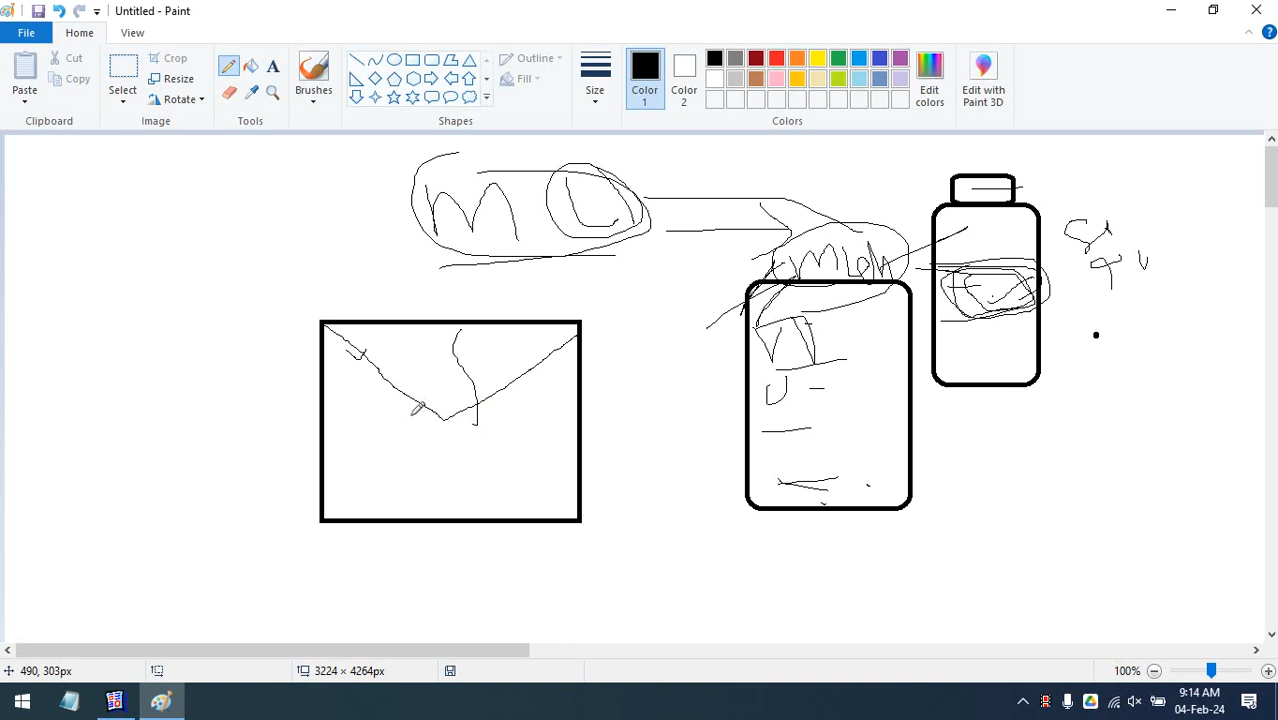 Untitled - Paint
File
Home
View
Paste
Cut
Copy
Clipboard
Select
Crop
Resize
Rotate
Image
A
Tools
Brushes
Outline
Fill
Shapes
Size
Color 1
Color 2
Edit colors
Colors
Edit with Paint 3D
490, 303px
3224 × 4264px
100%
9:14 AM
04-Feb-24